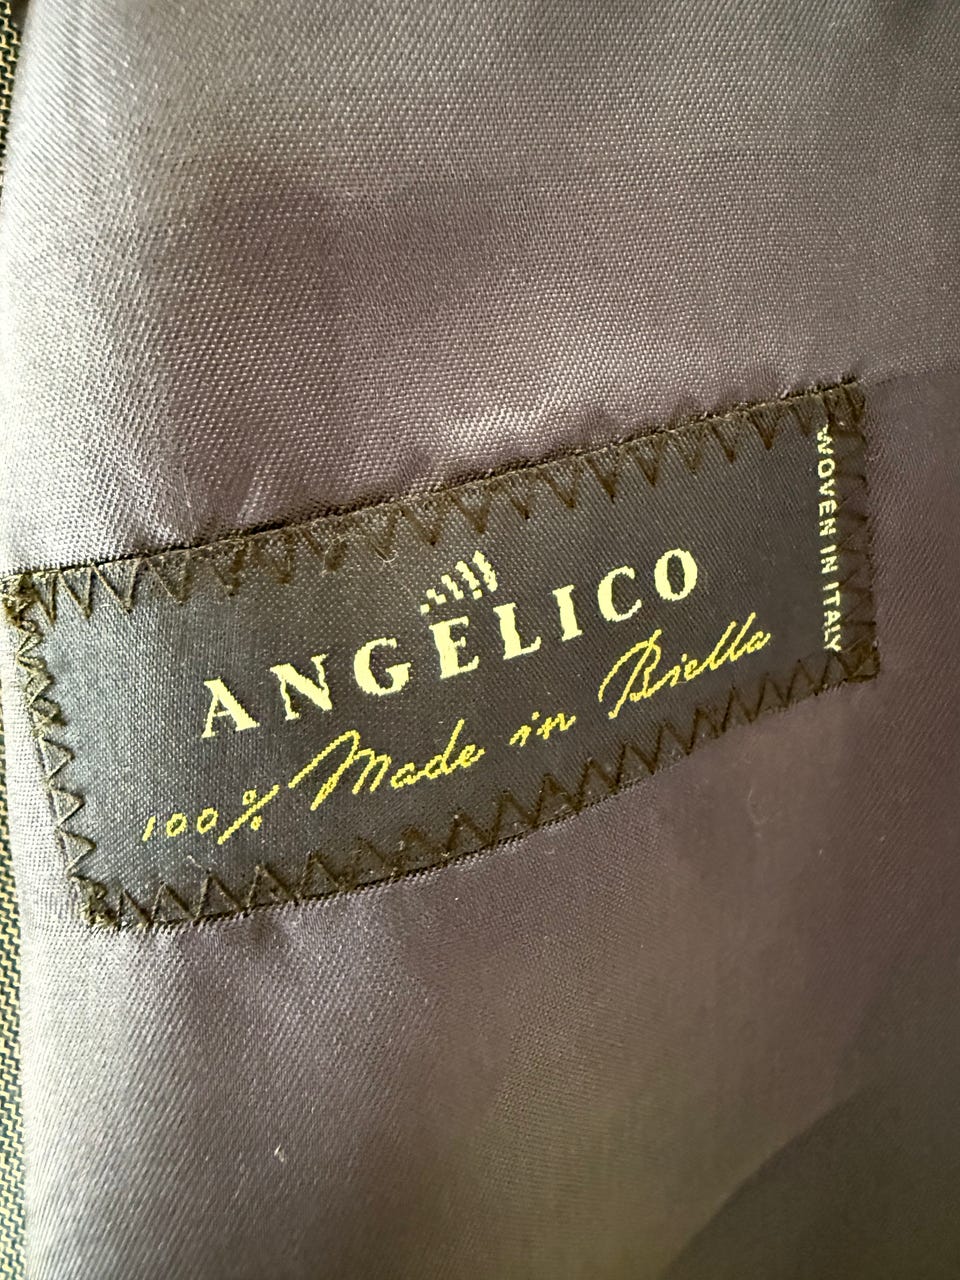 ANGELICO
100% Made in Biella
WOVEN IN ITALY